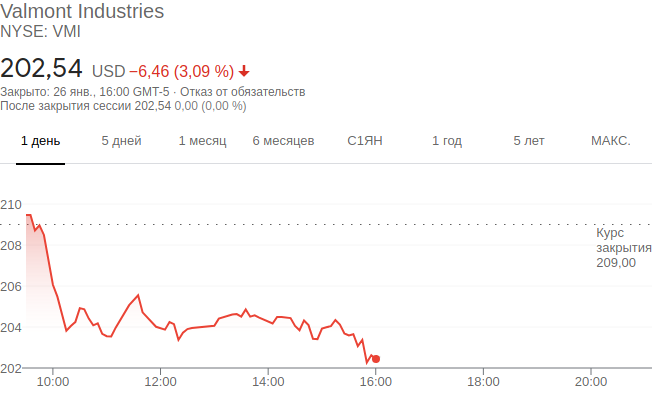 Valmont Industries
NYSE: VMI
202,54 USD −6,46 (3,09 %)
Закрыто: 26 янв., 16:00 GMT-5 · Отказ от обязательств
После закрытия сессии 202,54 0,00 (0,00 %)
1 день 5 дней 1 месяц 6 месяцев С1ЯН 1 год 5 лет МАКС.
210
Курс
закрытия
209,00
208
206
204
202
10:00 12:00 14:00 16:00 18:00 20:00